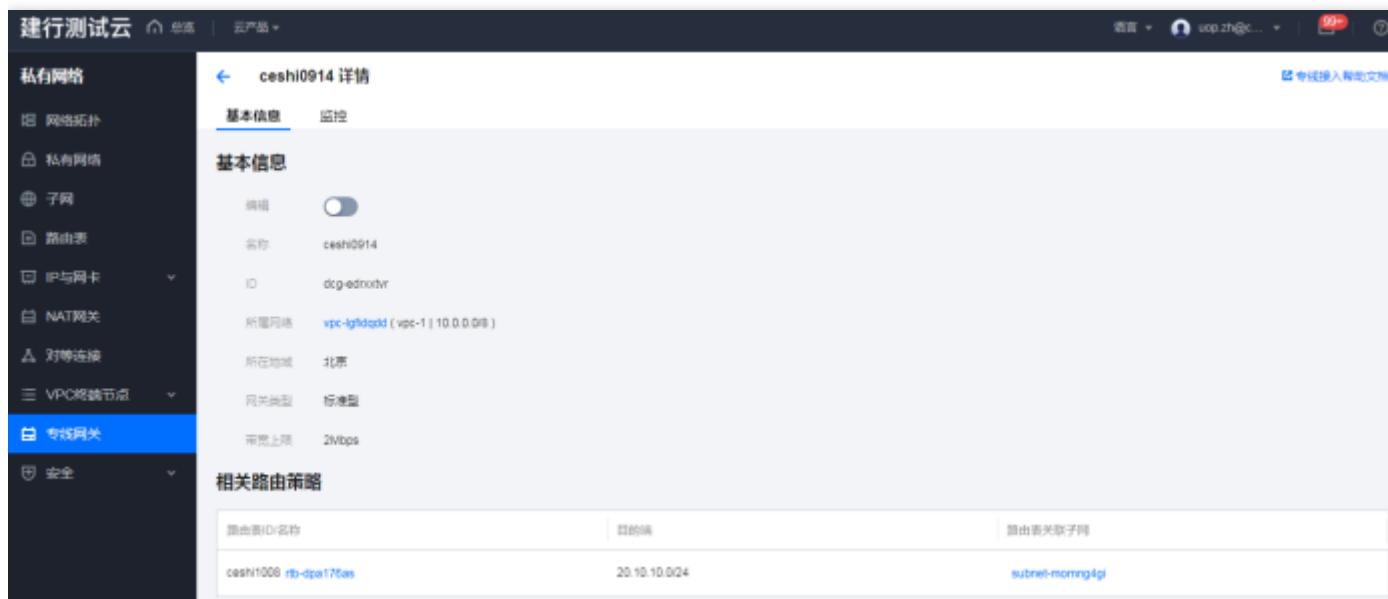 建行测试云 总览 云产品 语言 uop.zh@c... 99+
私有网络
ceshi0914 详情
专线接入帮助文档
网络拓扑
基本信息 监控
私有网络
基本信息
子网
编辑
路由表
名称 ceshi0914
IP与网卡
ID
NAT网关
所属网络 (vpc-1 | 10.0.0.0/8)
对等连接
所在地域 北京
VPC终端节点
网关类型 标准型
专线网关
带宽上限 2Mbps
安全
相关路由策略
路由表ID/名称 目的端 路由表关联子网
ceshi1008 rtb-dpa176as 20.10.10.0/24 subnet-momng4gi